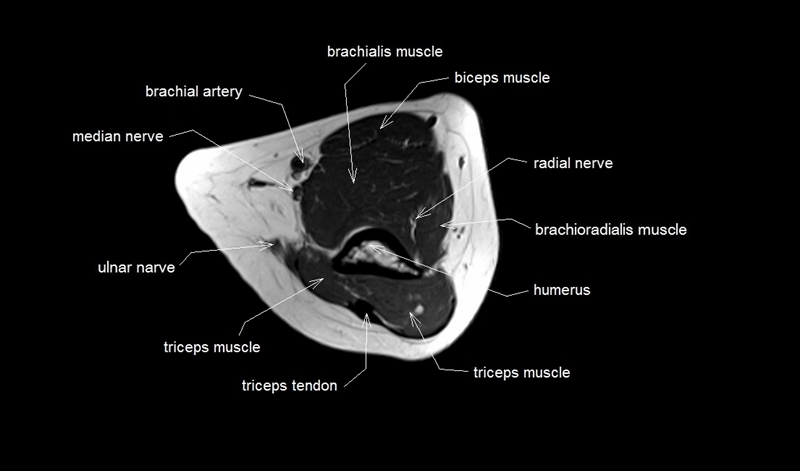 brachialis muscle
biceps muscle
brachial artery
median nerve
radial nerve
brachioradialis muscle
ulnar narve
humerus
triceps muscle
triceps muscle
triceps tendon